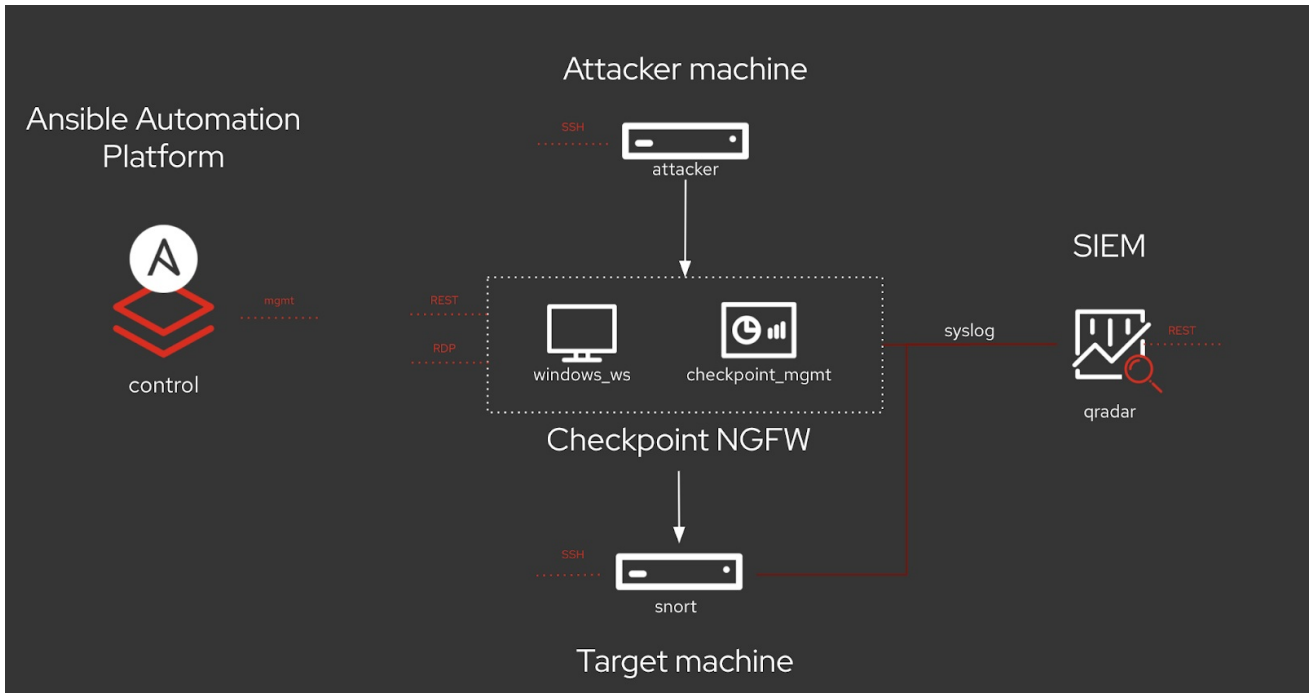 Attacker machine
Ansible Automation
Platform
SSH
attacker
SIEM
mgmt
REST
RDP
syslog
REST
control
windows_ws
checkpoint_mgmt
qradar
Checkpoint NGFW
SSH
snort
Target machine